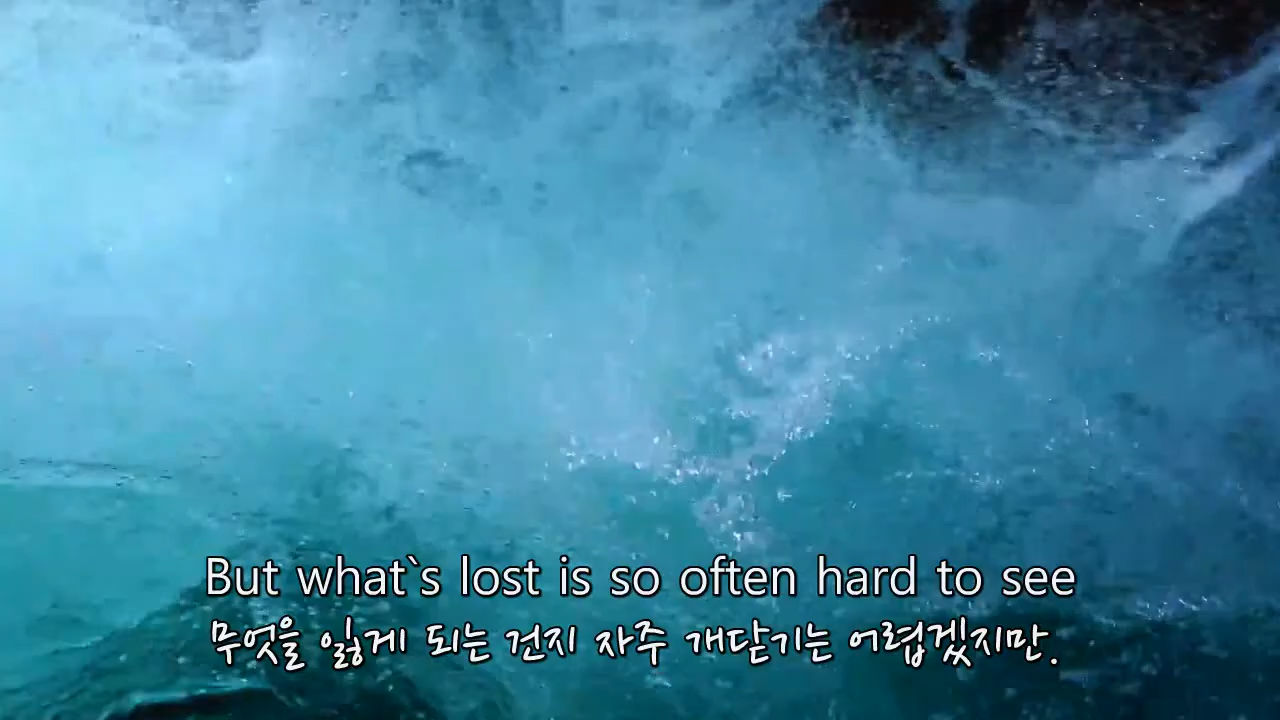 But what`s lost is so often hard to see
무엇을 잃게 되는 건지 자주 개닫기는 어렵겠지만.